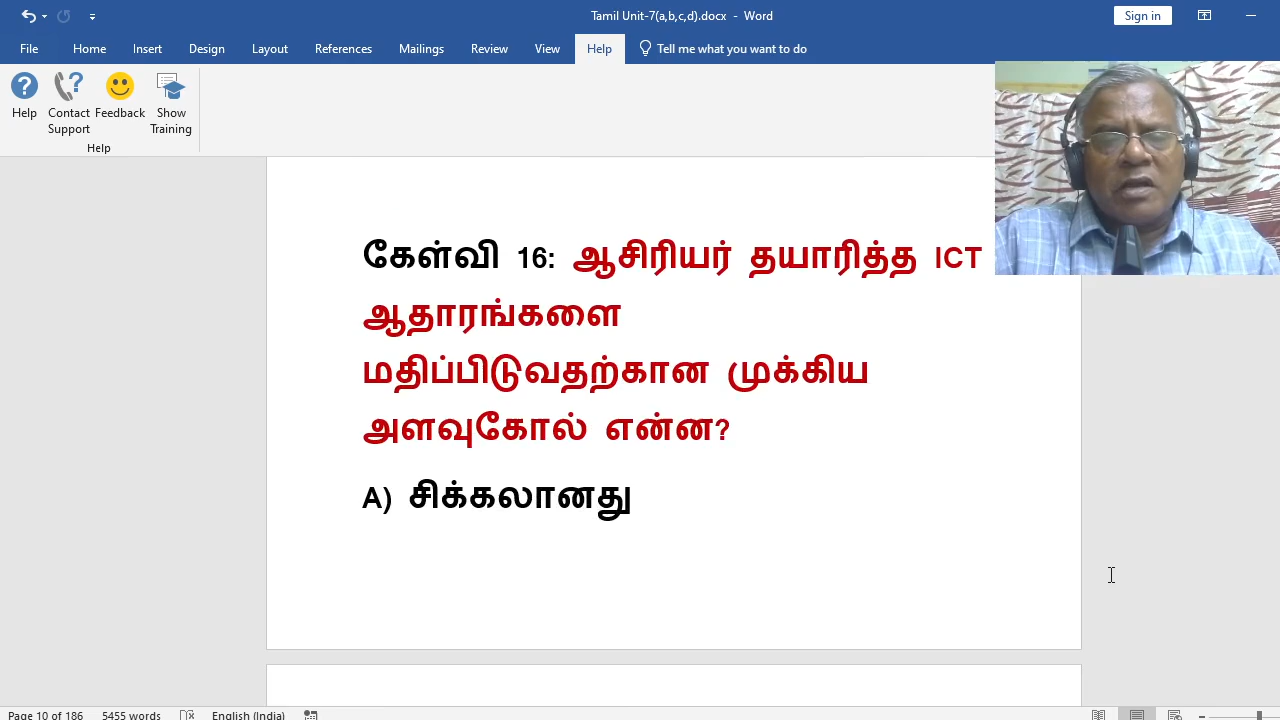 Tamil Unit-7(a,b,c,d).docx - Word
Sign in
File Home Insert Design Layout References Mailings Review View Help Tell me what you want to do
Help Contact Support Feedback Show Training
Help
கேள்வி 16: ஆசிரியர் தயாரித்த ICT
ஆதாரங்களை
மதிப்பிடுவதற்கான முக்கிய
அளவுகோல் என்ன?
A) சிக்கலானது
Page 10 of 186 5455 words English (India)